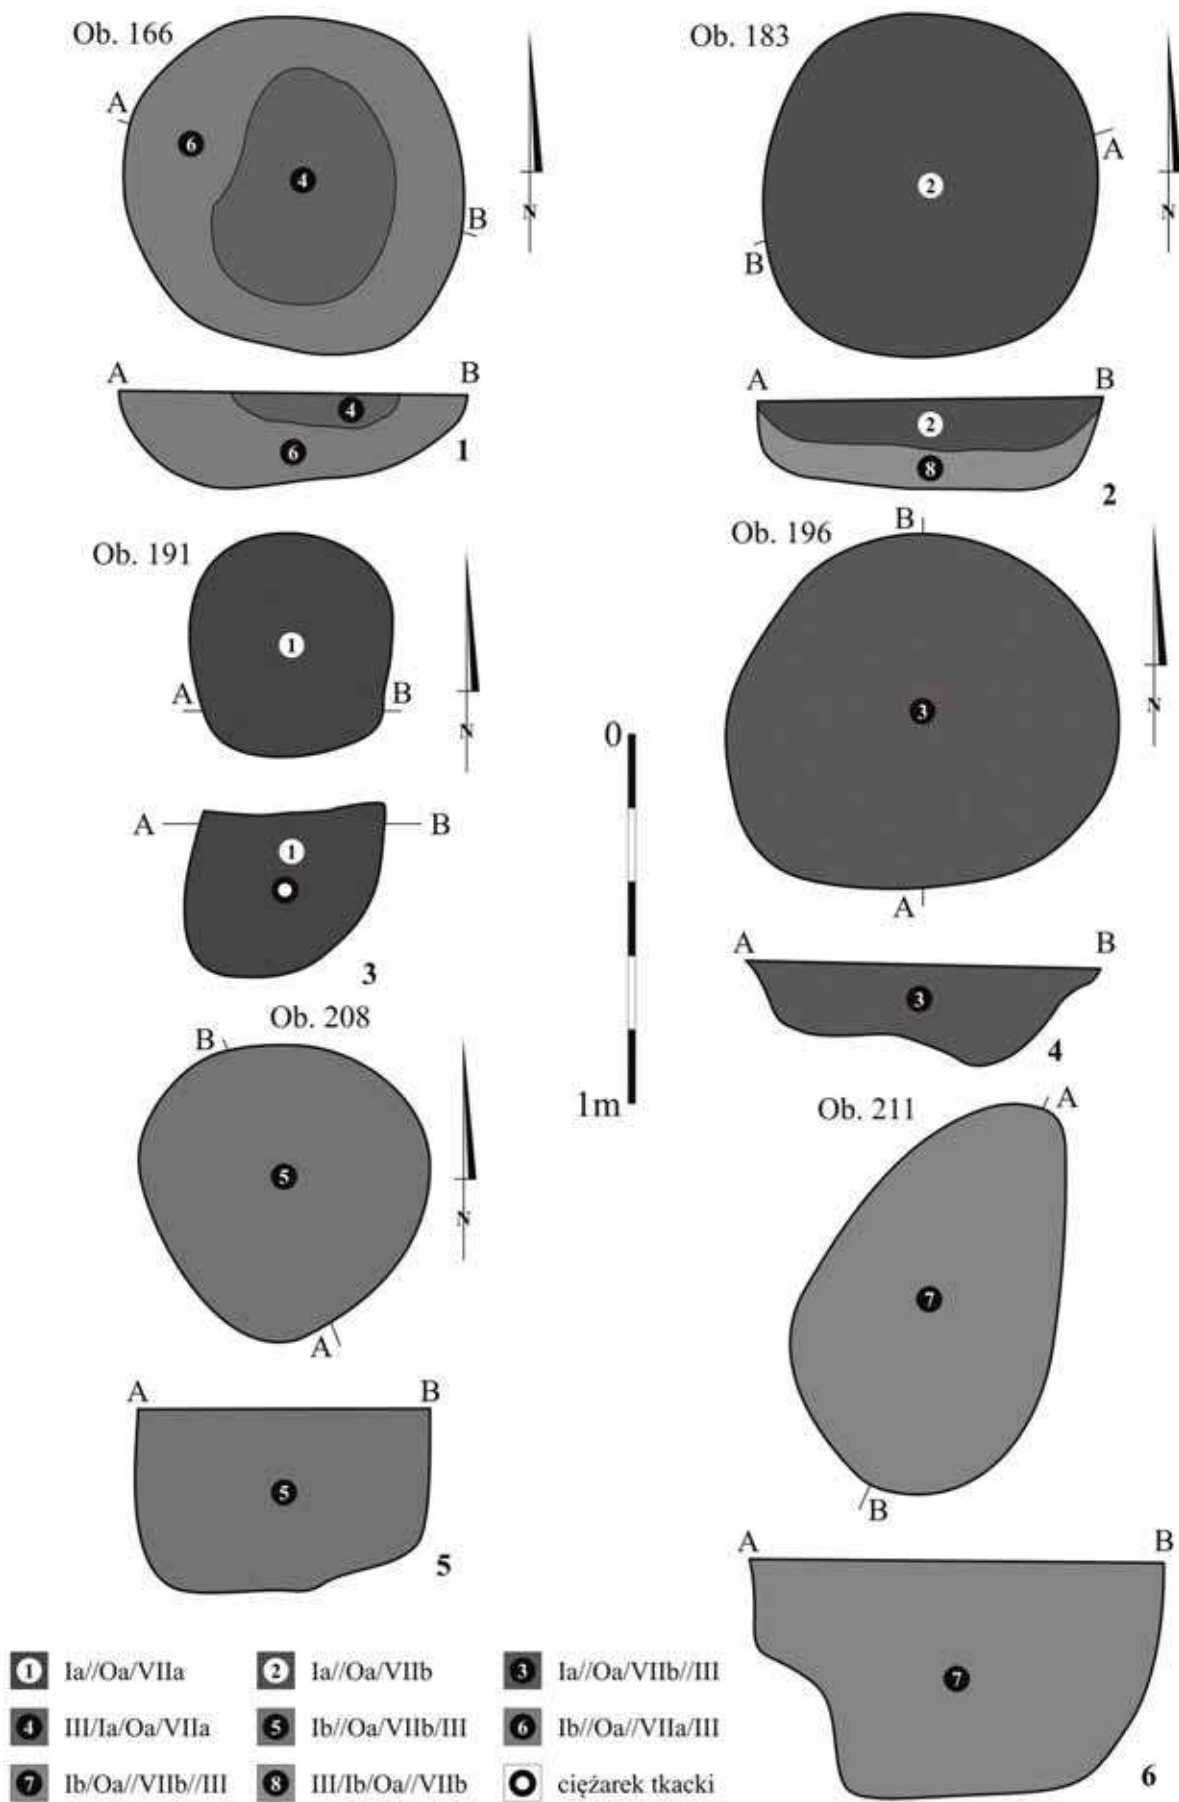 Ob. 166
A
6
4
B
N
A B
4
6
1
Ob. 183
A
2
B
N
A B
2
8
2
Ob. 191
1
A B
N
A B
1
3
Ob. 196
B
3
N
A
A B
3
4
0
1m
Ob. 208
B
5
N
A
A B
5
5
Ob. 211
A
7
B
A B
7
6
1 Ia//Oa/VIIa 2 Ia//Oa/VIIb 3 Ia//Oa/VIIb//III
4 III/Ia/Oa/VIIa 5 Ib//Oa/VIIb/III 6 Ib//Oa//VIIa/III
7 Ib/Oa//VIIb//III 8 III/Ib/Oa//VIIb ciężarek tkacki